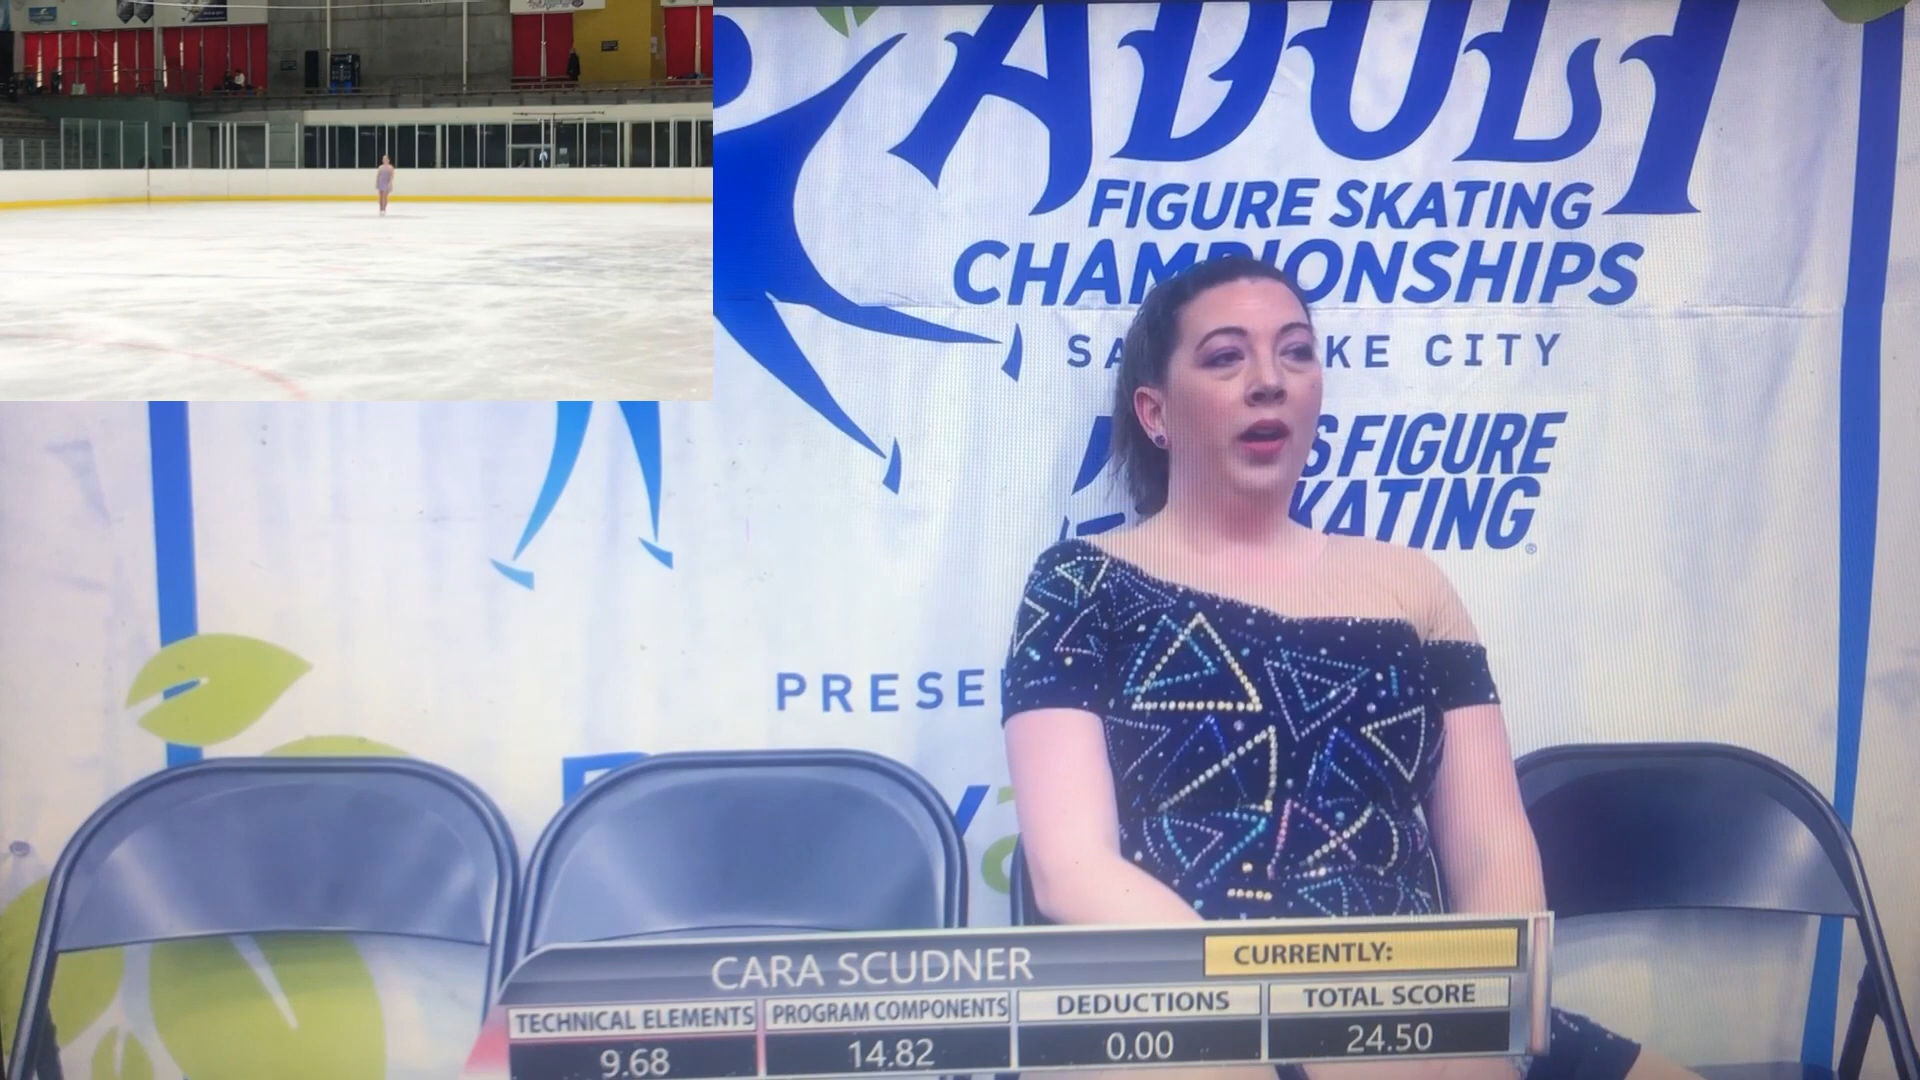 ADULT
FIGURE SKATING
CHAMPIONSHIPS
KE CITY
S FIGURE
KATING®
PRESE
CARA SCUDNER
CURRENTLY:
TECHNICAL ELEMENTS
PROGRAM COMPONENTS
DEDUCTIONS
TOTAL SCORE
9.68
14.82
0.00
24.50